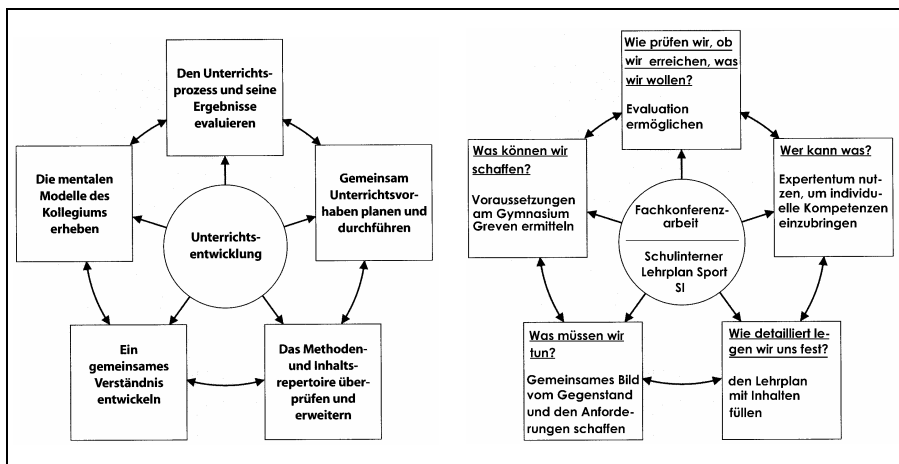 Den Unterrichts-
prozess und seine
Ergebnisse
evaluieren
Die mentalen
Modelle des
Kollegiums
erheben
Gemeinsam
Unterrichtsvor-
haben planen und
durchführen
Unterrichts-
entwicklung
Ein
gemeinsames
Verständnis
entwickeln
Das Methoden-
und Inhalts-
repertoire über-
prüfen und
erweitern
Wie prüfen wir, ob
wir erreichen, was
wir wollen?
Evaluation
ermöglichen
Was können wir
schaffen?
Voraussetzungen
am Gymnasium
Greven ermitteln
Wer kann was?
Expertentum nut-
zen, um individu-
elle Kompetenzen
einzubringen
Fachkonferenz-
arbeit
Schulinterner
Lehrplan Sport
SI
Was müssen wir
tun?
Gemeinsames Bild
vom Gegenstand
und den Anforde-
rungen schaffen
Wie detailliert le-
gen wir uns fest?
den Lehrplan
mit Inhalten
füllen